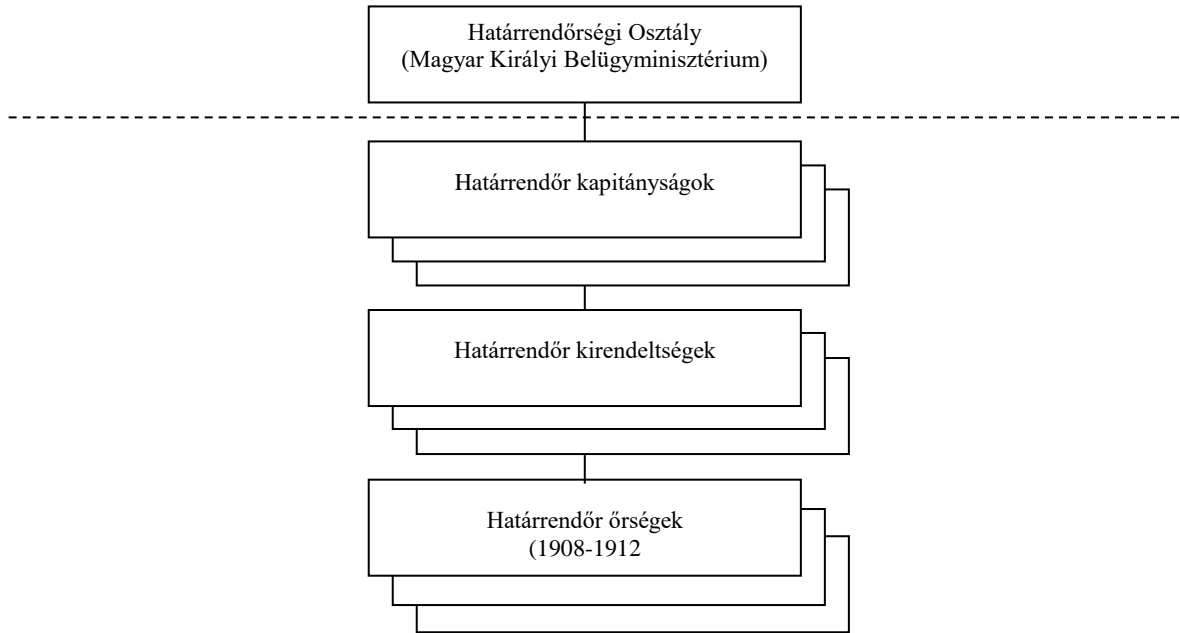 Határrendőrségi Osztály
(Magyar Királyi Belügyminisztérium)
Határrendőr kapitányságok
Határrendőr kirendeltségek
Határrendőr őrségek
(1908-1912